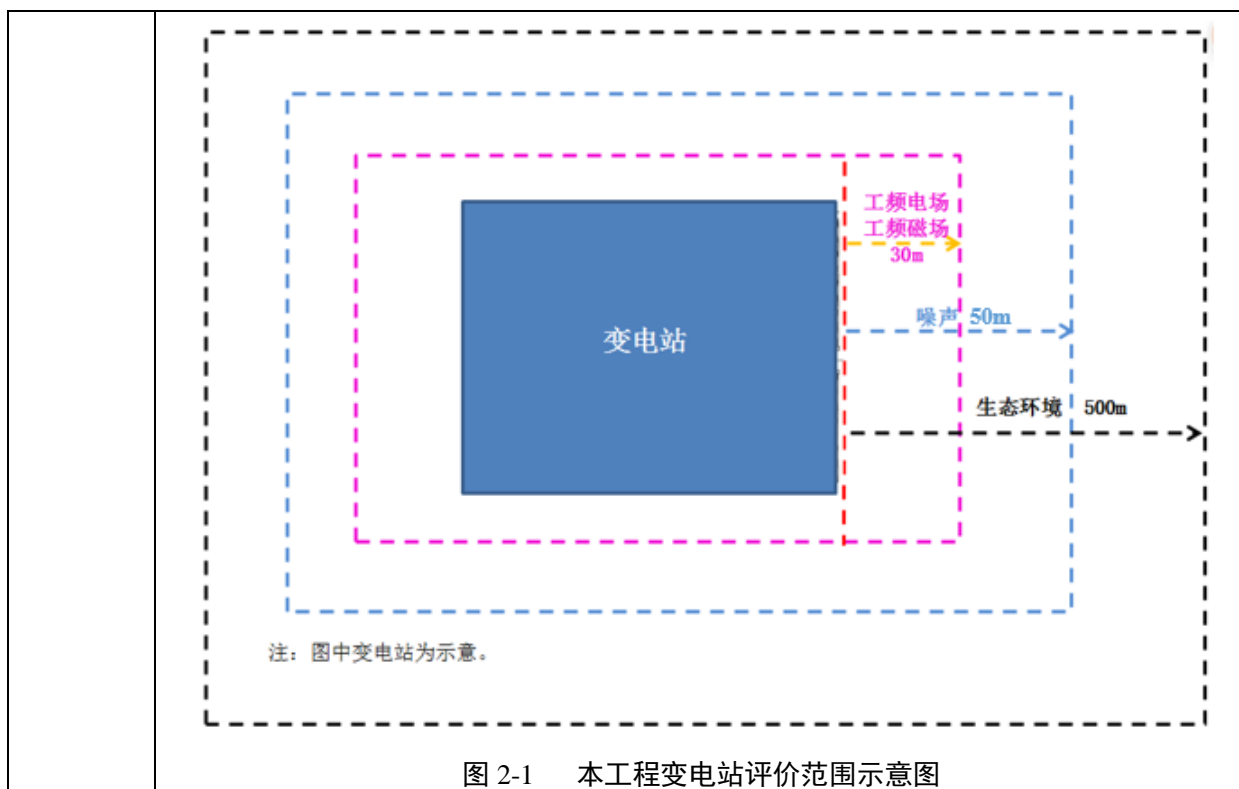 工频电场
工频磁场
30m
噪声 50m
变电站
生态环境 500m
注：图中变电站为示意。
图 2-1 本工程变电站评价范围示意图